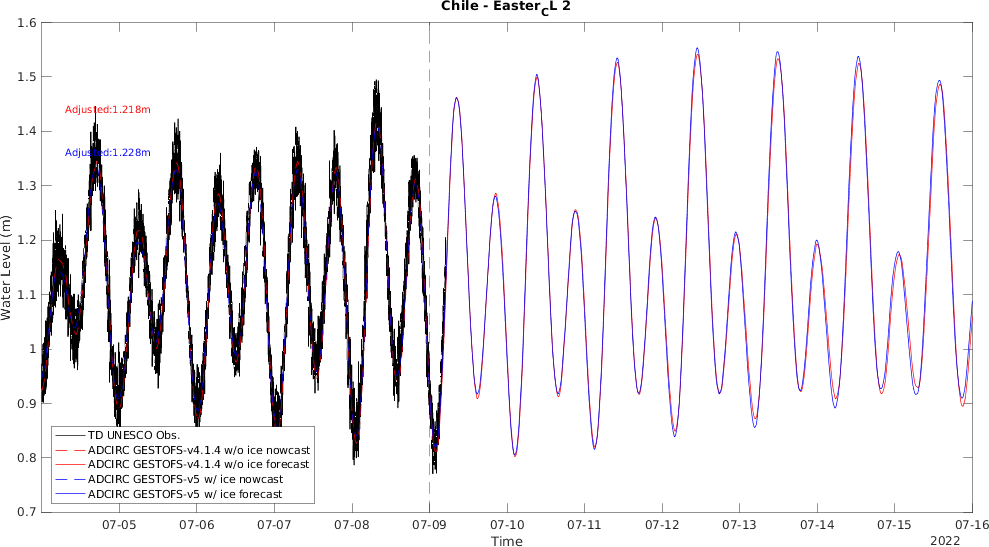 Chile - Easter_CL 2
Water Level (m)
1.6
1.5
1.4
1.3
1.2
1.1
1
0.9
0.8
0.7
Adjusted:1.218m
Adjusted:1.228m
TD UNESCO Obs.
ADCIRC GESTOFS-v4.1.4 w/o ice nowcast
ADCIRC GESTOFS-v4.1.4 w/o ice forecast
ADCIRC GESTOFS-v5 w/ ice nowcast
ADCIRC GESTOFS-v5 w/ ice forecast
07-05 07-06 07-07 07-08 07-09 07-10 07-11 07-12 07-13 07-14 07-15 07-16
Time
2022